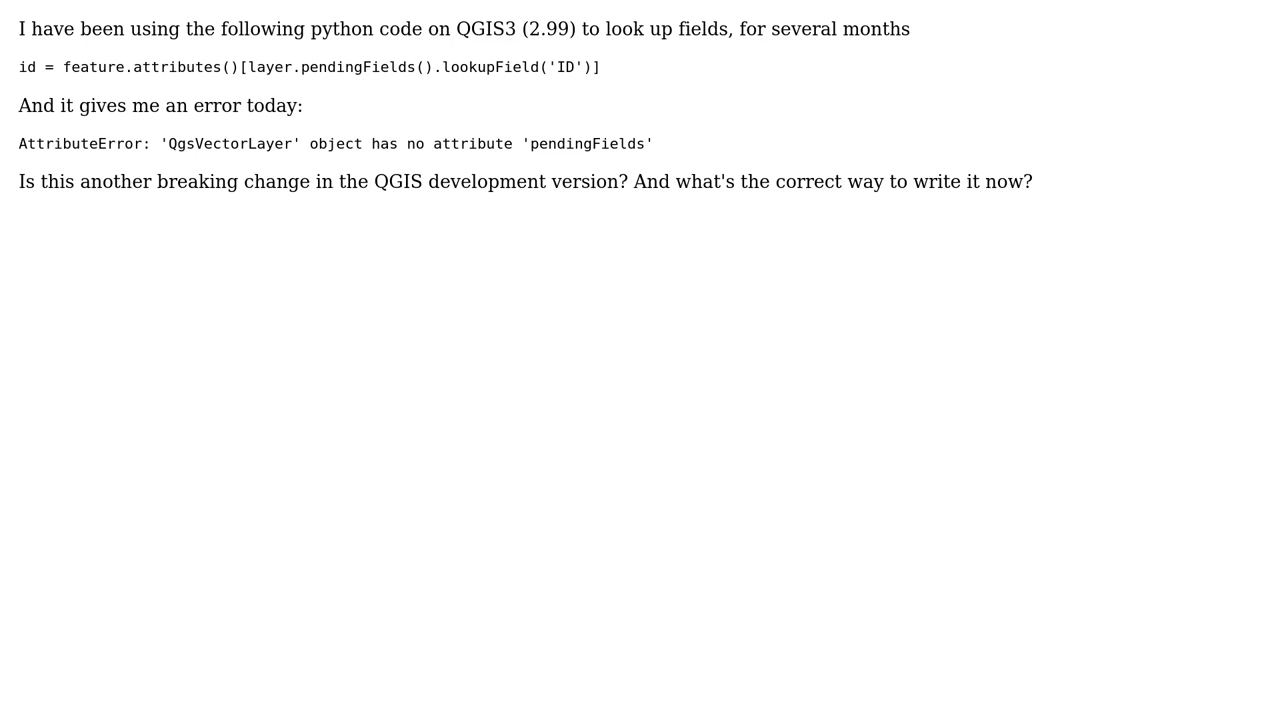 I have been using the following python code on QGIS3 (2.99) to look up fields, for several months
id = feature.attributes()[layer.pendingFields().lookupField('ID')]
And it gives me an error today:
AttributeError: 'QgsVectorLayer' object has no attribute 'pendingFields'
Is this another breaking change in the QGIS development version? And what's the correct way to write it now?